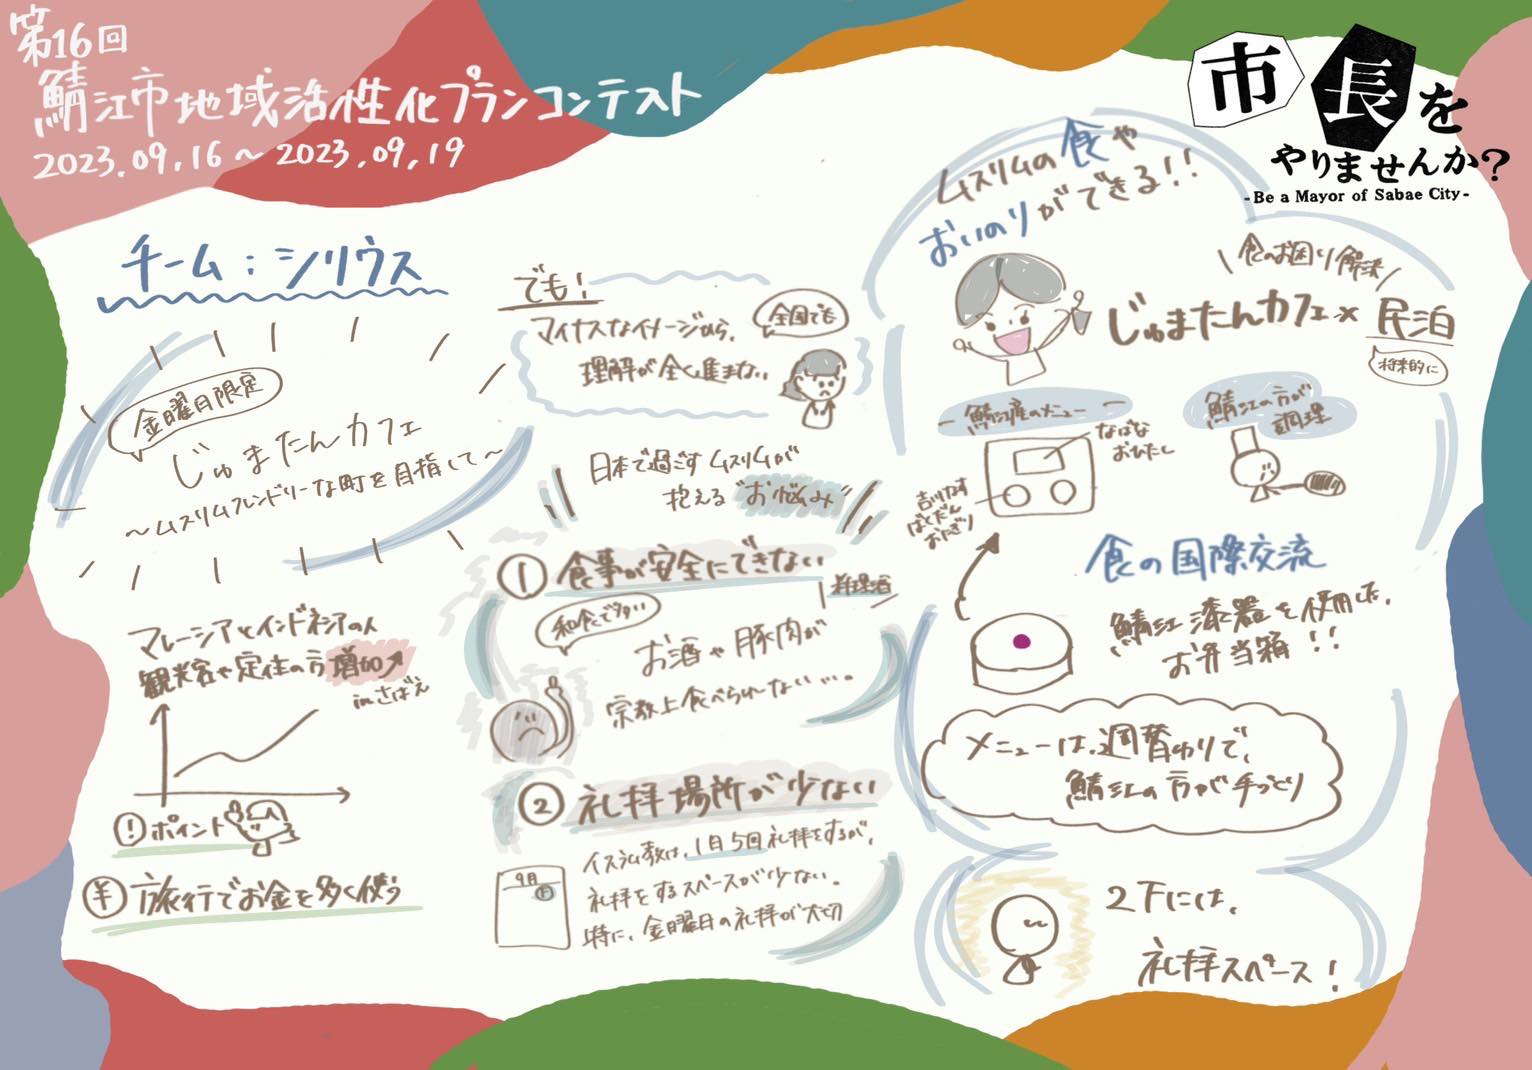 第16回
鯖江市地域活性化プランコンテスト
2023.09.16～2023.09.19
市長を
やりませんか?
-Be a Mayor of Sabae City-
チーム：シリウス
金曜日限定
じゅまたんカフェ
～ムスリムフレンドリーな町を目指して～
マレーシアとインドネシアの人
観光客や定住の方増加↗
inさばえ
! ポイント
¥ 旅行でお金を多く使う
でも!
マイナスなイメージから、
全国でも
理解が全く進まない
日本で過ごすムスリムが
抱える"お悩み"
① 食事が安全にできない
料理酒
和食で多い
お酒や豚肉が
宗教上食べられない…。
② 礼拝場所が少ない
9月
イスラム教は、1日5回礼拝をするが、
礼拝をするスペースが少ない。
特に、金曜日の礼拝が大切
ムスリムの食や
おいのりができる!!
\食のお困り解決/
じゅまたんカフェ×民泊
将来的に
鯖江産のメニュー
なばな
おひたし
吉川ナス
ばくだん
おにぎり
鯖江の方が
調理
食の国際交流
鯖江漆器を使用した、
お弁当箱!!
メニューは、週替わりで、
鯖江の方が手づくり
2Fには、
礼拝スペース!